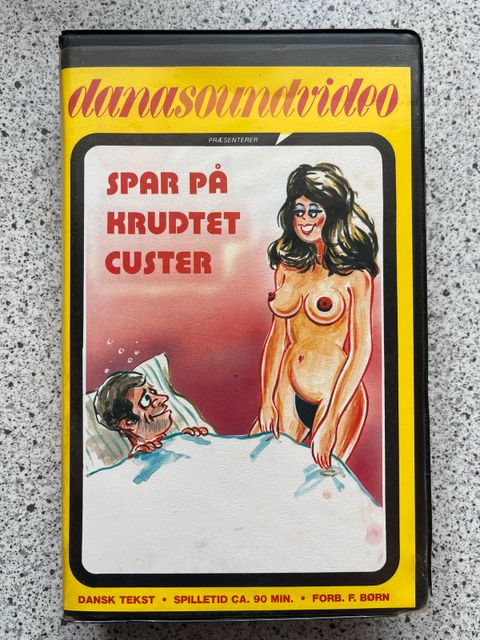 danasoundvideo
PRÆSENTERER
SPAR PÅ
KRUDTET
CUSTER
DANSK TEKST • SPILLETID CA. 90 MIN. • FORB. F. BØRN